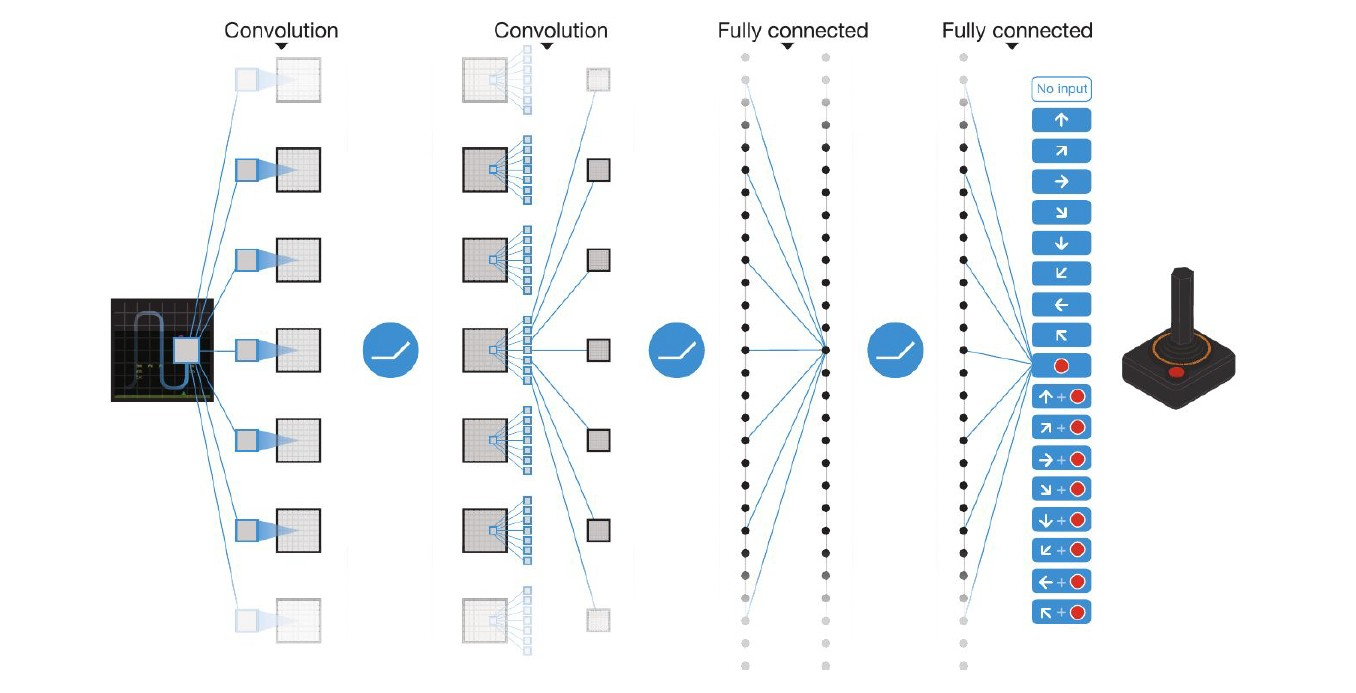 Convolution
Convolution
Fully connected
Fully connected
No input